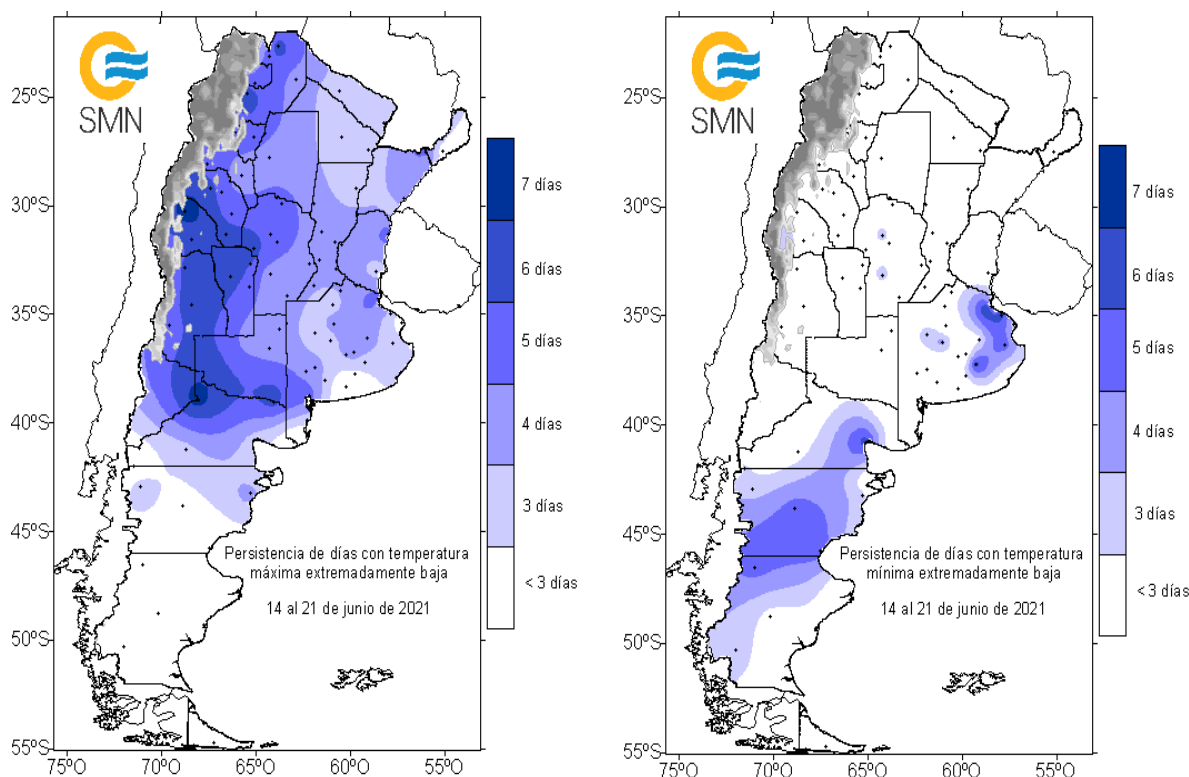 SMN
25ºS
30ºS
35ºS
40ºS
45ºS
50ºS
55ºS
75ºO
70ºO
65ºO
60ºO
55ºO
7 días
6 días
5 días
4 días
3 días
< 3 días
Persistencia de días con temperatura
máxima extremadamente baja
14 al 21 de junio de 2021
SMN
25ºS
30ºS
35ºS
40ºS
45ºS
50ºS
55ºS
75ºO
70ºO
65ºO
60ºO
55ºO
7 días
6 días
5 días
4 días
3 días
< 3 días
Persistencia de días con temperatura
mínima extremadamente baja
14 al 21 de junio de 2021